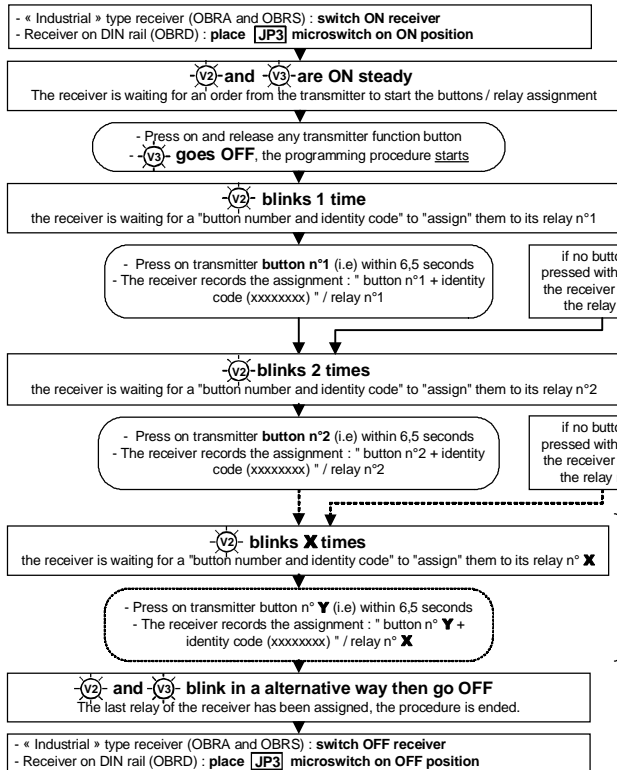 - « Industrial » type receiver (OBRA and OBRS) : switch ON receiver
- Receiver on DIN rail (OBRD) : place JP3 microswitch on ON position
-V2- and -V3- are ON steady
The receiver is waiting for an order from the transmitter to start the buttons / relay assignment
- Press on and release any transmitter function button
- -V3- goes OFF, the programming procedure starts
-V2- blinks 1 time
the receiver is waiting for a "button number and identity code" to "assign" them to its relay n°1
- Press on transmitter button n°1 (i.e) within 6,5 seconds
- The receiver records the assignment : " button n°1 + identity
code (xxxxxxxx) " / relay n°1
if no butto
pressed with
the receiver
the relay
-V2- blinks 2 times
the receiver is waiting for a "button number and identity code" to "assign" them to its relay n°2
- Press on transmitter button n°2 (i.e) within 6,5 seconds
- The receiver records the assignment : " button n°2 + identity
code (xxxxxxxx) " / relay n°2
if no butto
pressed with
the receiver
the relay
-V2- blinks X times
the receiver is waiting for a "button number and identity code" to "assign" them to its relay n° X
- Press on transmitter button n° Y (i.e) within 6,5 seconds
- The receiver records the assignment : " button n° Y +
identity code (xxxxxxxx) " / relay n° X
-V2- and -V3- blink in a alternative way then go OFF
The last relay of the receiver has been assigned, the procedure is ended.
- « Industrial » type receiver (OBRA and OBRS) : switch OFF receiver
- Receiver on DIN rail (OBRD) : place JP3 microswitch on OFF position